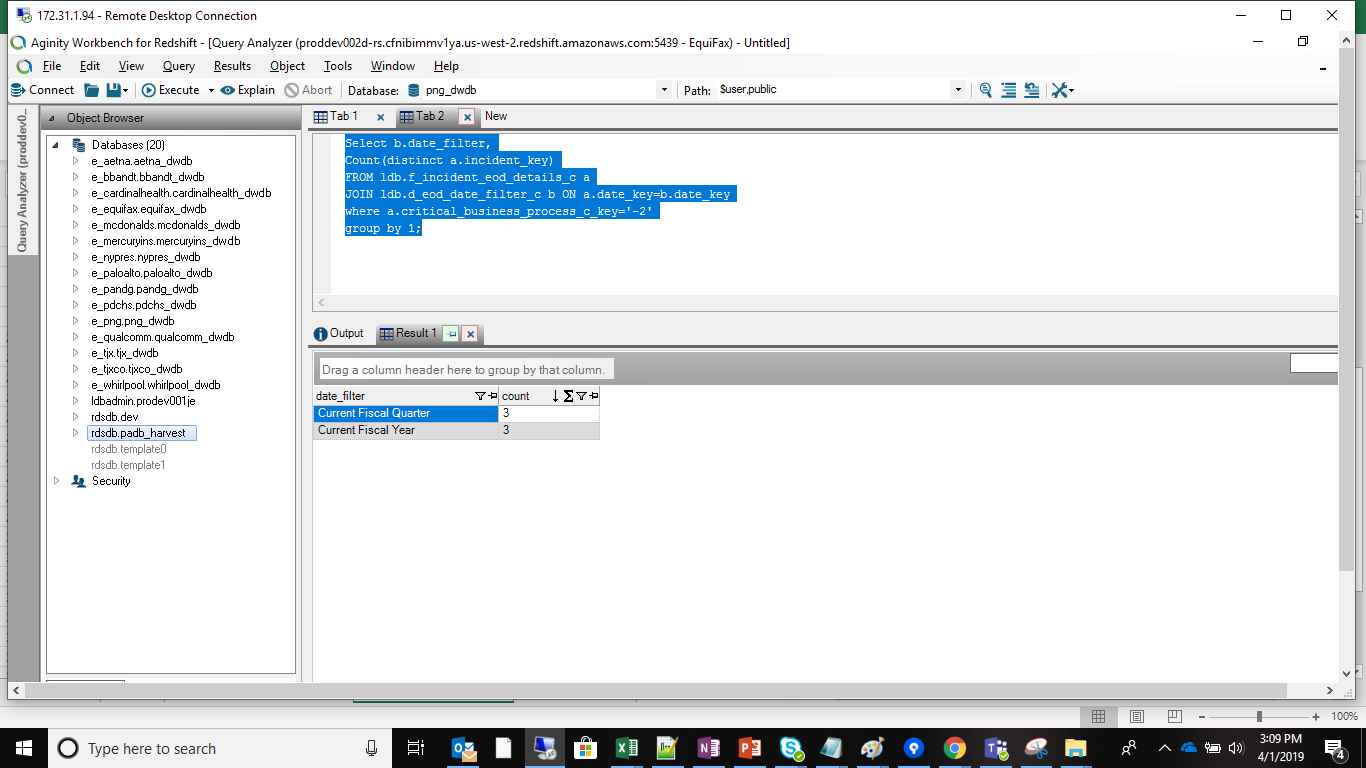 172.31.1.94 - Remote Desktop Connection
Aginity Workbench for Redshift - [Query Analyzer (proddev002d-rs.cfnibimmv1ya.us-west-2.redshift.amazonaws.com:5439 - EquiFax) - Untitled]
File Edit View Query Results Object Tools Window Help
Connect Execute Explain Abort Database: png_dwdb Path: $user,public
Query Analyzer (proddev0...
Object Browser
Databases (20)
e_aetna.aetna_dwdb
e_bbandt.bbandt_dwdb
e_cardinalhealth.cardinalhealth_dwdb
e_equifax.equifax_dwdb
e_mcdonalds.mcdonalds_dwdb
e_mercuryins.mercuryins_dwdb
e_nypres.nypres_dwdb
e_paloalto.paloalto_dwdb
e_pandg.pandg_dwdb
e_pdchs.pdchs_dwdb
e_png.png_dwdb
e_qualcomm.qualcomm_dwdb
e_tjx.tjx_dwdb
e_tjxco.tjxco_dwdb
e_whirlpool.whirlpool_dwdb
ldbadmin.prodev001je
rdsdb.dev
rdsdb.padb_harvest
rdsdb.template0
rdsdb.template1
Security
Tab 1 Tab 2 New
Select b.date_filter,
Count(distinct a.incident_key)
FROM ldb.f_incident_eod_details_c a
JOIN ldb.d_eod_date_filter_c b ON a.date_key=b.date_key
where a.critical_business_process_c_key='-2'
group by 1;
Output Result 1
Drag a column header here to group by that column.
date_filter count
Current Fiscal Quarter 3
Current Fiscal Year 3
100%
Type here to search
3:09 PM
4/1/2019
4